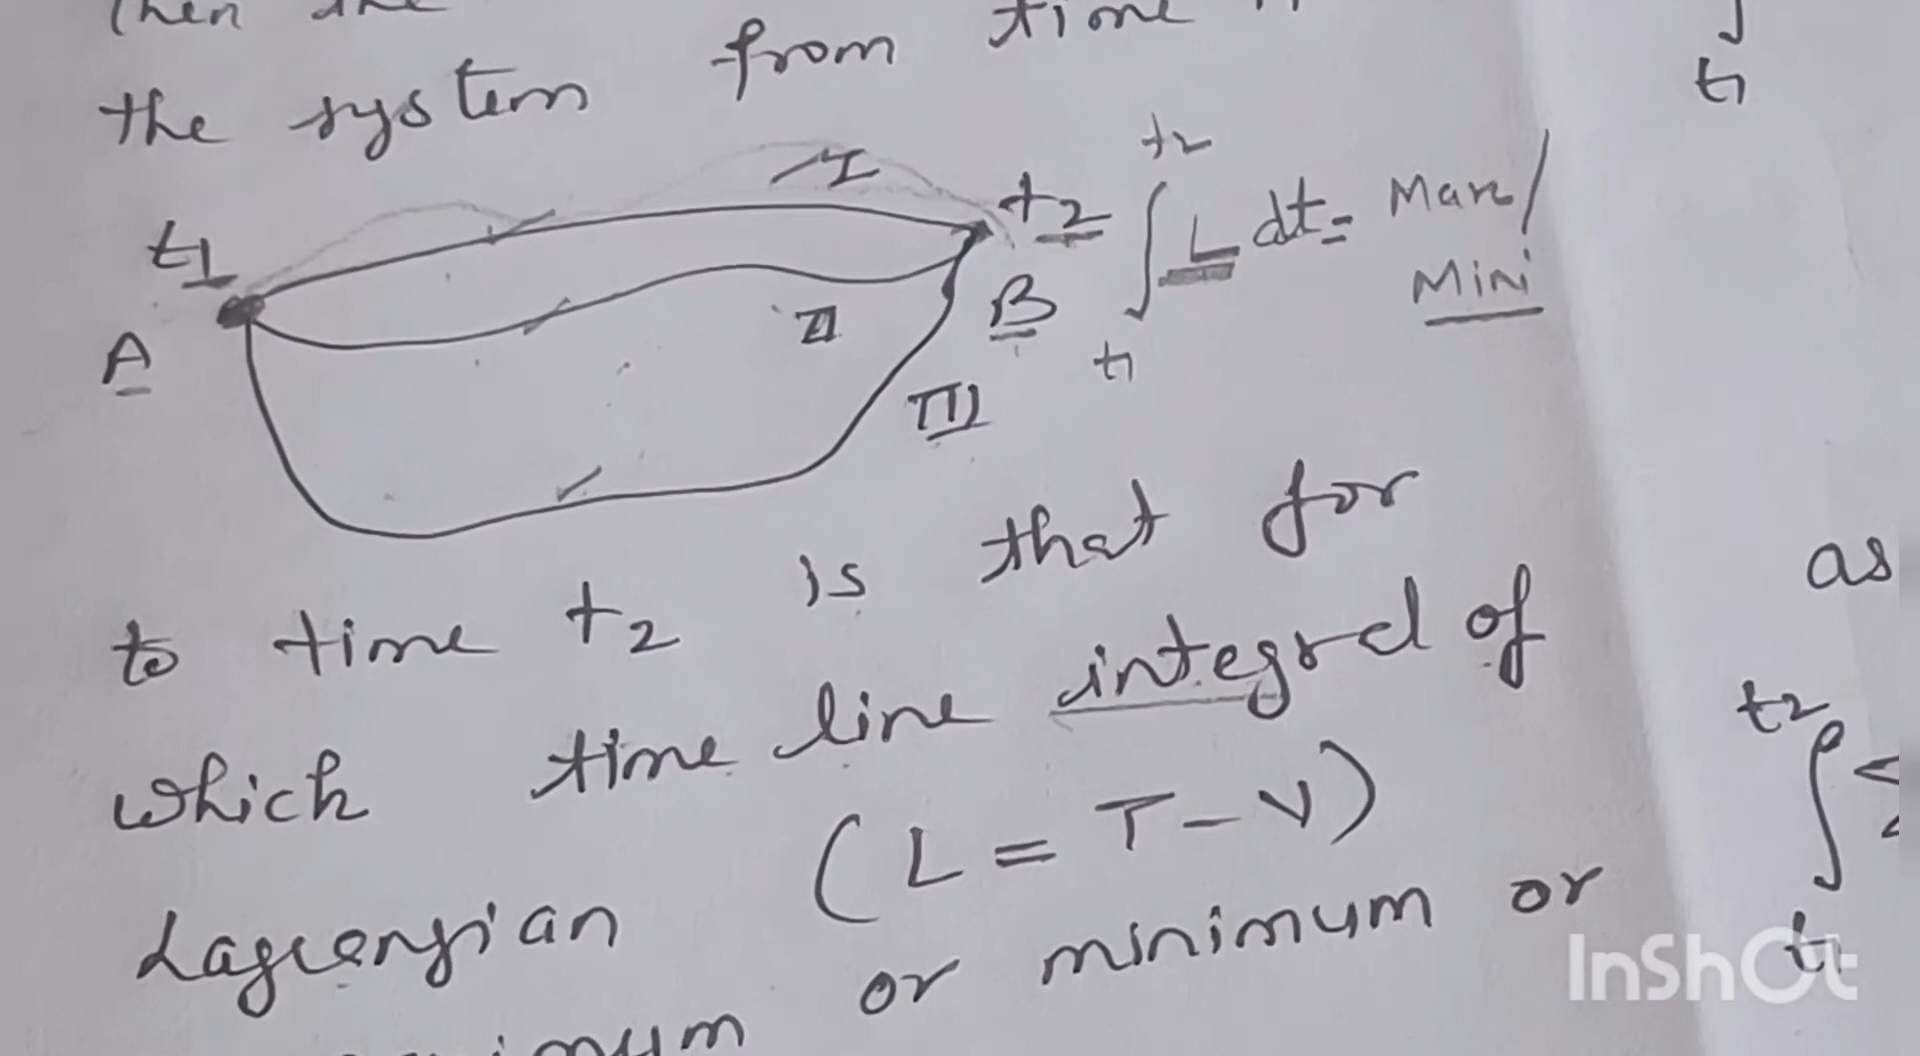 the system from time
t1
t2
I
t1
t2
∫ L dt = Max/
Mini
t1
A
B
II
III
to time t2 is that for
which time line integral of
Lagrangian (L = T - V)
or minimum or
as
t2
∫
t1
InShOt